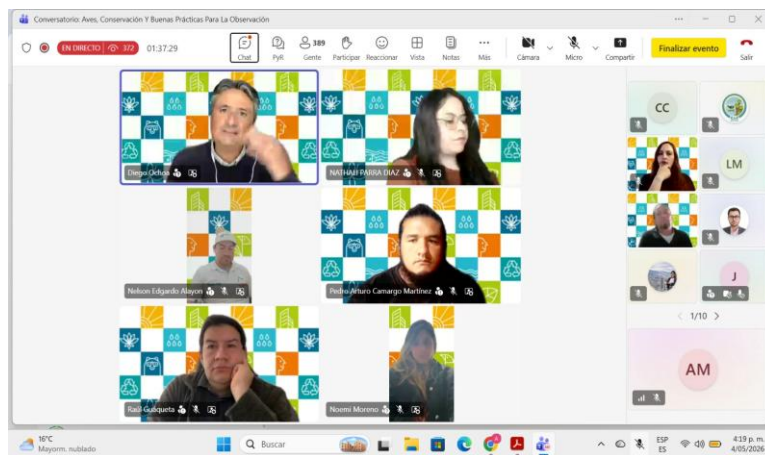 Conversatorio: Aves, Conservación Y Buenas Prácticas Para La Observación
EN DIRECTO 372 01:37:29
Chat PyR 389 Gente Participar Reaccionar Vista Notas Más Cámara Micro Compartir Finalizar evento Salir
Diego Ochoa
NATHALI PARRA DIAZ
CC
LM
Nelson Edgardo Alayon
Pedro Arturo Camargo Martínez
J
1/10
Raúl Guaqueta
Noemi Moreno
AM
16°C
Mayorm. nublado
Buscar
ESP
ES
4:19 p. m.
4/05/2026